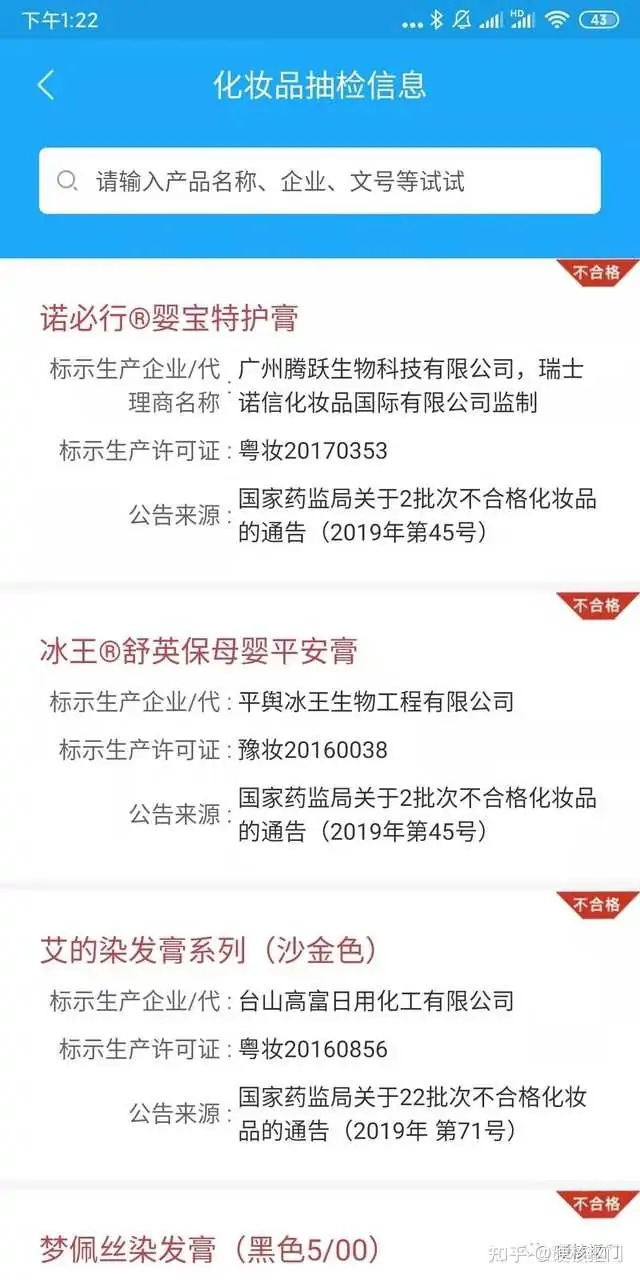 下午1:22
HD
43
化妆品抽检信息
请输入产品名称、企业、文号等试试
不合格
诺必行®婴宝特护膏
标示生产企业/代理商名称 : 广州腾跃生物科技有限公司，瑞士诺信化妆品国际有限公司监制
标示生产许可证 : 粤妆20170353
公告来源 : 国家药监局关于2批次不合格化妆品
的通告（2019年第45号）
不合格
冰王®舒英保母婴平安膏
标示生产企业/代 : 平舆冰王生物工程有限公司
标示生产许可证 : 豫妆20160038
公告来源 : 国家药监局关于2批次不合格化妆品
的通告（2019年第45号）
不合格
艾的染发膏系列（沙金色）
标示生产企业/代 : 台山高富日用化工有限公司
标示生产许可证 : 粤妆20160856
公告来源 : 国家药监局关于22批次不合格化妆
品的通告（2019年 第71号）
不合格
梦佩丝染发膏（黑色5/00）
知乎 @